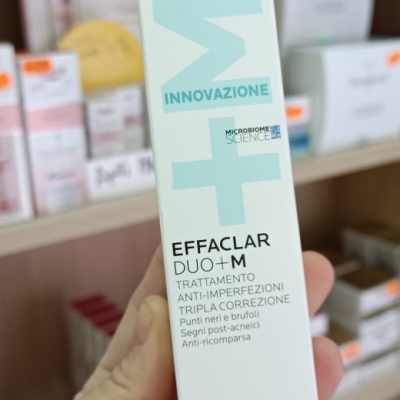 +M
INNOVAZIONE
MICROBIOME
SCIENCE
EFFACLAR
DUO+M
TRATTAMENTO
ANTI-IMPERFEZIONI
TRIPLA CORREZIONE
Punti neri e brufoli
Segni post-acneici
Anti-ricomparsa